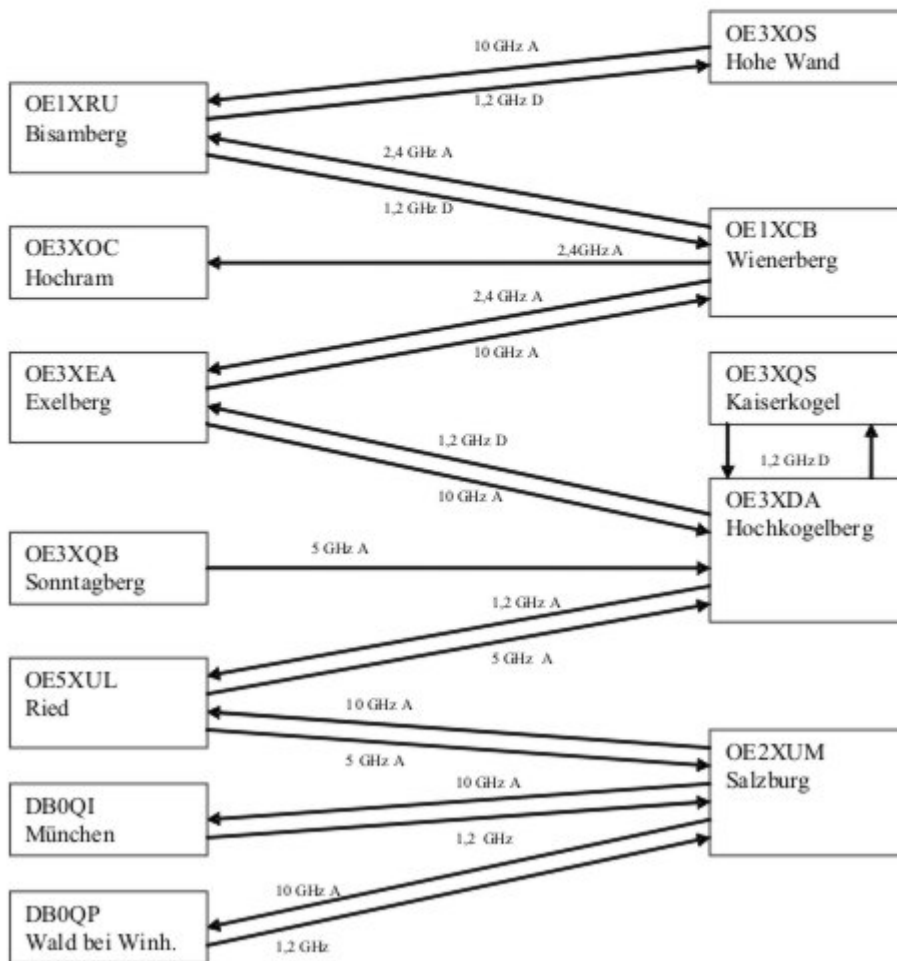 OE3XOS
Hohe Wand
10 GHz A
1,2 GHz D
OE1XRU
Bisamberg
2,4 GHz A
1,2 GHz D
OE1XCB
Wienerberg
OE3XOC
Hochram
2,4GHz A
2,4 GHz A
10 GHz A
OE3XEA
Exelberg
OE3XQS
Kaiserkogel
1,2 GHz D
1,2 GHz D
10 GHz A
OE3XDA
Hochkogelberg
OE3XQB
Sonntagberg
5 GHz A
1,2 GHz A
5 GHz A
OE5XUL
Ried
10 GHz A
5 GHz A
OE2XUM
Salzburg
DB0QI
München
10 GHz A
1,2 GHz
DB0QP
Wald bei Winh.
10 GHz A
1,2 GHz